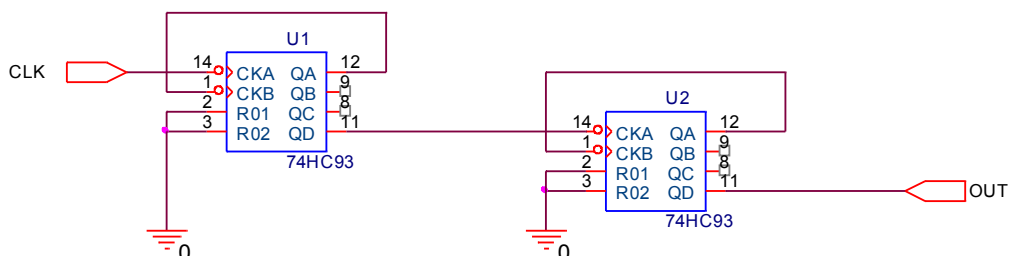 CLK
U1
14 CKA QA 12
1 CKB QB 9
2 R01 QC 8
3 R02 QD 11
74HC93
0
U2
14 CKA QA 12
1 CKB QB 9
2 R01 QC 8
3 R02 QD 11
74HC93
0
OUT